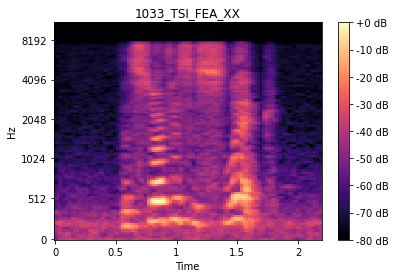 1033_TSI_FEA_XX
+0 dB
8192
-10 dB
4096
-20 dB
-30 dB
2048
Hz
-40 dB
1024
-50 dB
512
-60 dB
-70 dB
0
-80 dB
0 0.5 1 1.5 2
Time